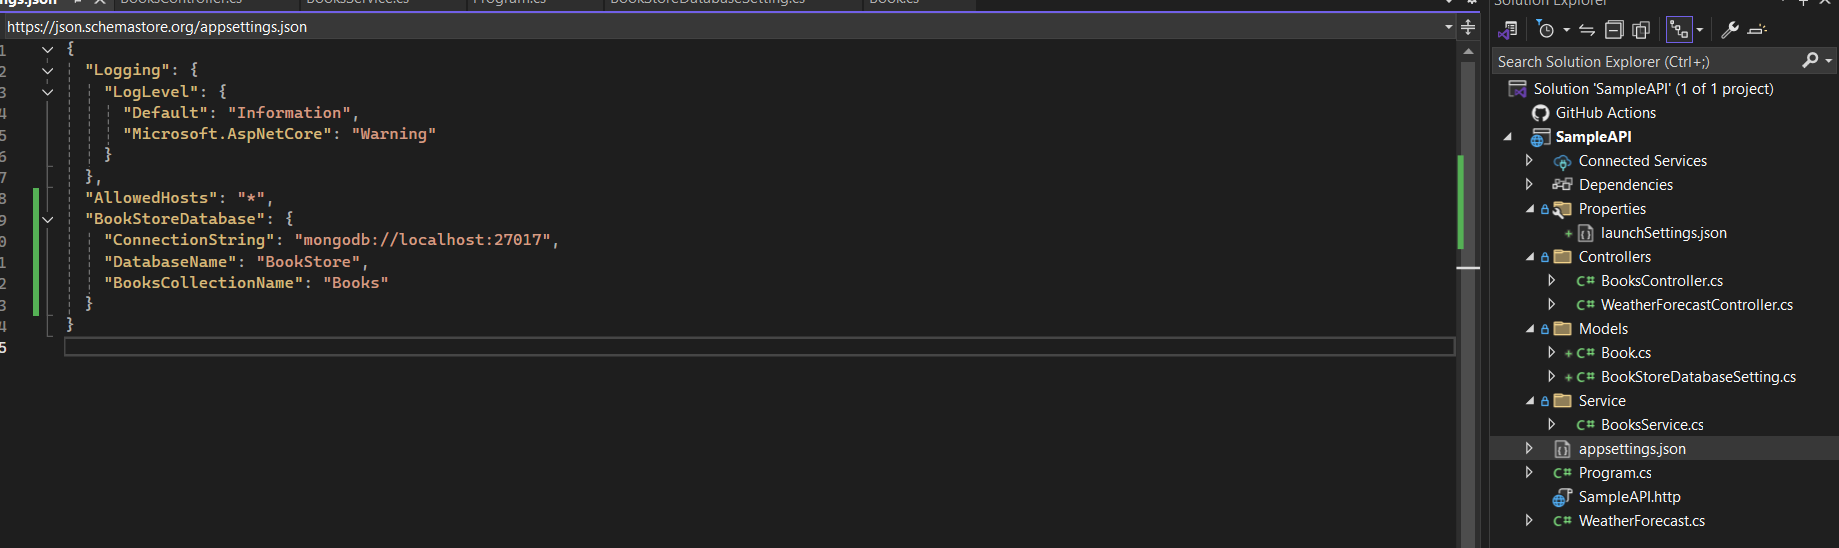 BooksService.cs
Program.cs
BookStoreDatabaseSetting.cs
Book.cs
Solution Explorer
https://json.schemastore.org/appsettings.json
1 {
2 "Logging": {
3 "LogLevel": {
4 "Default": "Information",
5 "Microsoft.AspNetCore": "Warning"
6 }
7 },
8 "AllowedHosts": "*",
9 "BookStoreDatabase": {
0 "ConnectionString": "mongodb://localhost:27017",
1 "DatabaseName": "BookStore",
2 "BooksCollectionName": "Books"
3 }
4 }
5
Search Solution Explorer (Ctrl+;)
Solution 'SampleAPI' (1 of 1 project)
GitHub Actions
SampleAPI
Connected Services
Dependencies
Properties
launchSettings.json
Controllers
C# BooksController.cs
C# WeatherForecastController.cs
Models
C# Book.cs
C# BookStoreDatabaseSetting.cs
Service
C# BooksService.cs
appsettings.json
C# Program.cs
SampleAPI.http
C# WeatherForecast.cs